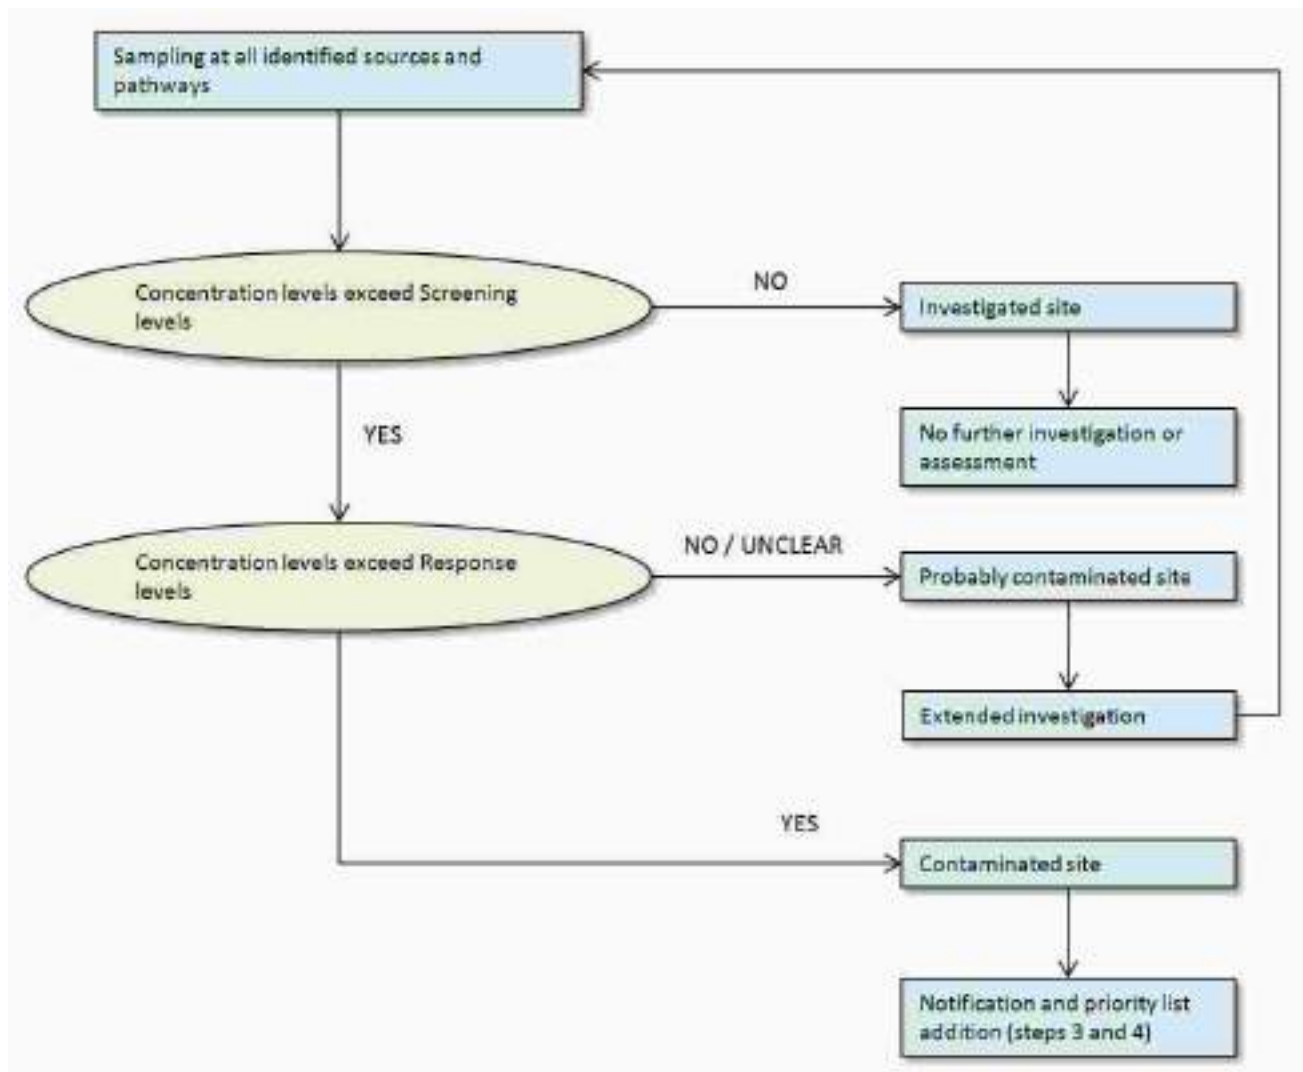 Sampling at all identified sources and
pathways
Concentration levels exceed Screening
levels
NO
Investigated site
No further investigation or
assessment
YES
Concentration levels exceed Response
levels
NO / UNCLEAR
Probably contaminated site
Extended investigation
YES
Contaminated site
Notification and priority list
addition (steps 3 and 4)